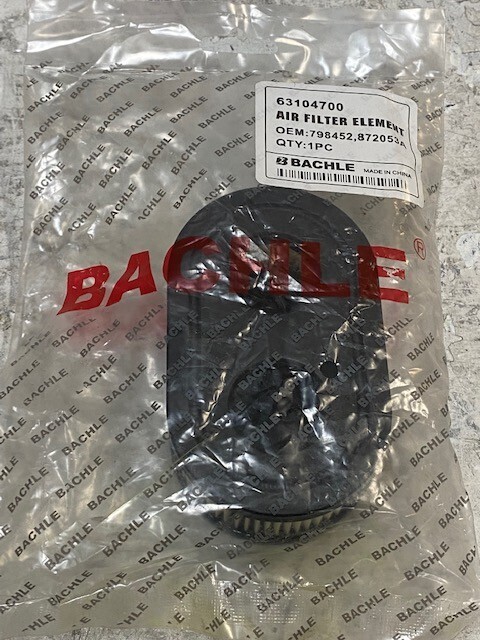 63104700
AIR FILTER ELEMENT
OEM:798452,872053A
QTY:1PC
BACHLE
MADE IN CHINA
BACHLE®